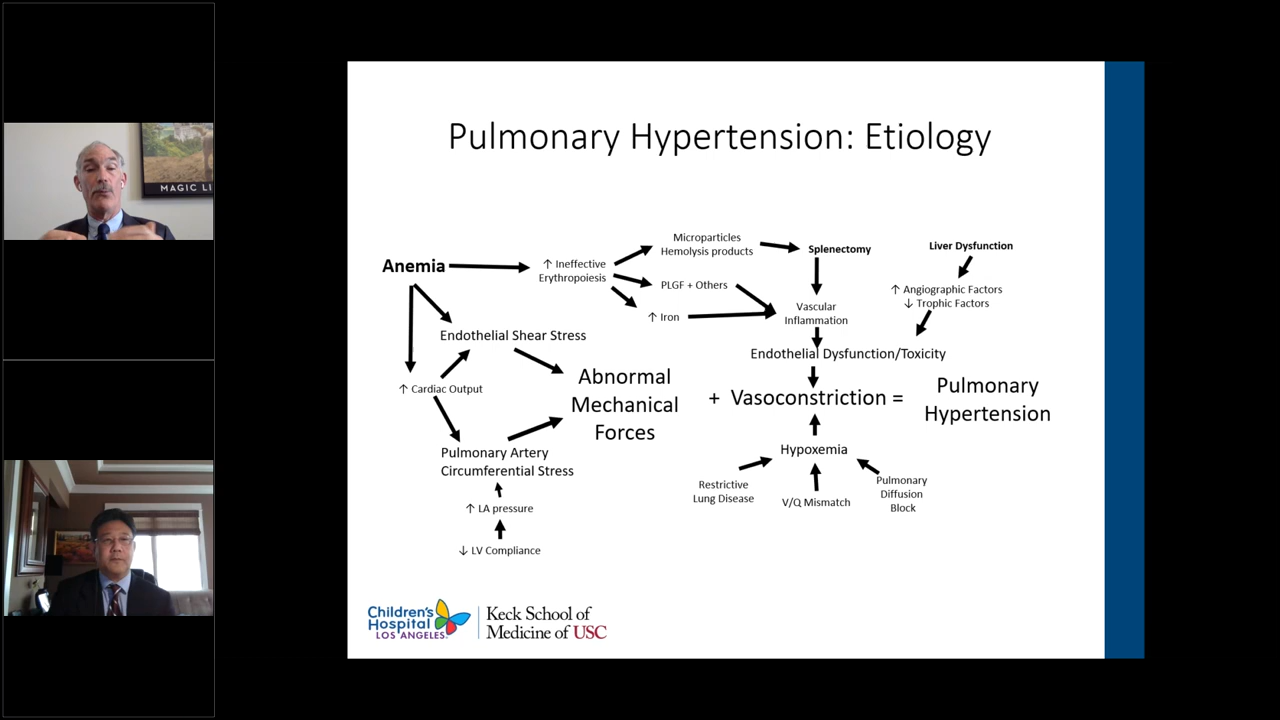 MAGIC LI
Pulmonary Hypertension: Etiology
Anemia
↑ Ineffective
Erythropoiesis
Microparticles
Hemolysis products
PLGF + Others
↑ Iron
Splenectomy
Vascular
Inflammation
Liver Dysfunction
↑ Angiographic Factors
↓ Trophic Factors
Endothelial Dysfunction/Toxicity
Endothelial Shear Stress
↑ Cardiac Output
Abnormal
Mechanical
Forces
+ Vasoconstriction =
Pulmonary
Hypertension
Pulmonary Artery
Circumferential Stress
↑ LA pressure
↓ LV Compliance
Hypoxemia
Restrictive
Lung Disease
V/Q Mismatch
Pulmonary
Diffusion
Block
Children's
Hospital
LOS ANGELES
Keck School of
Medicine of USC